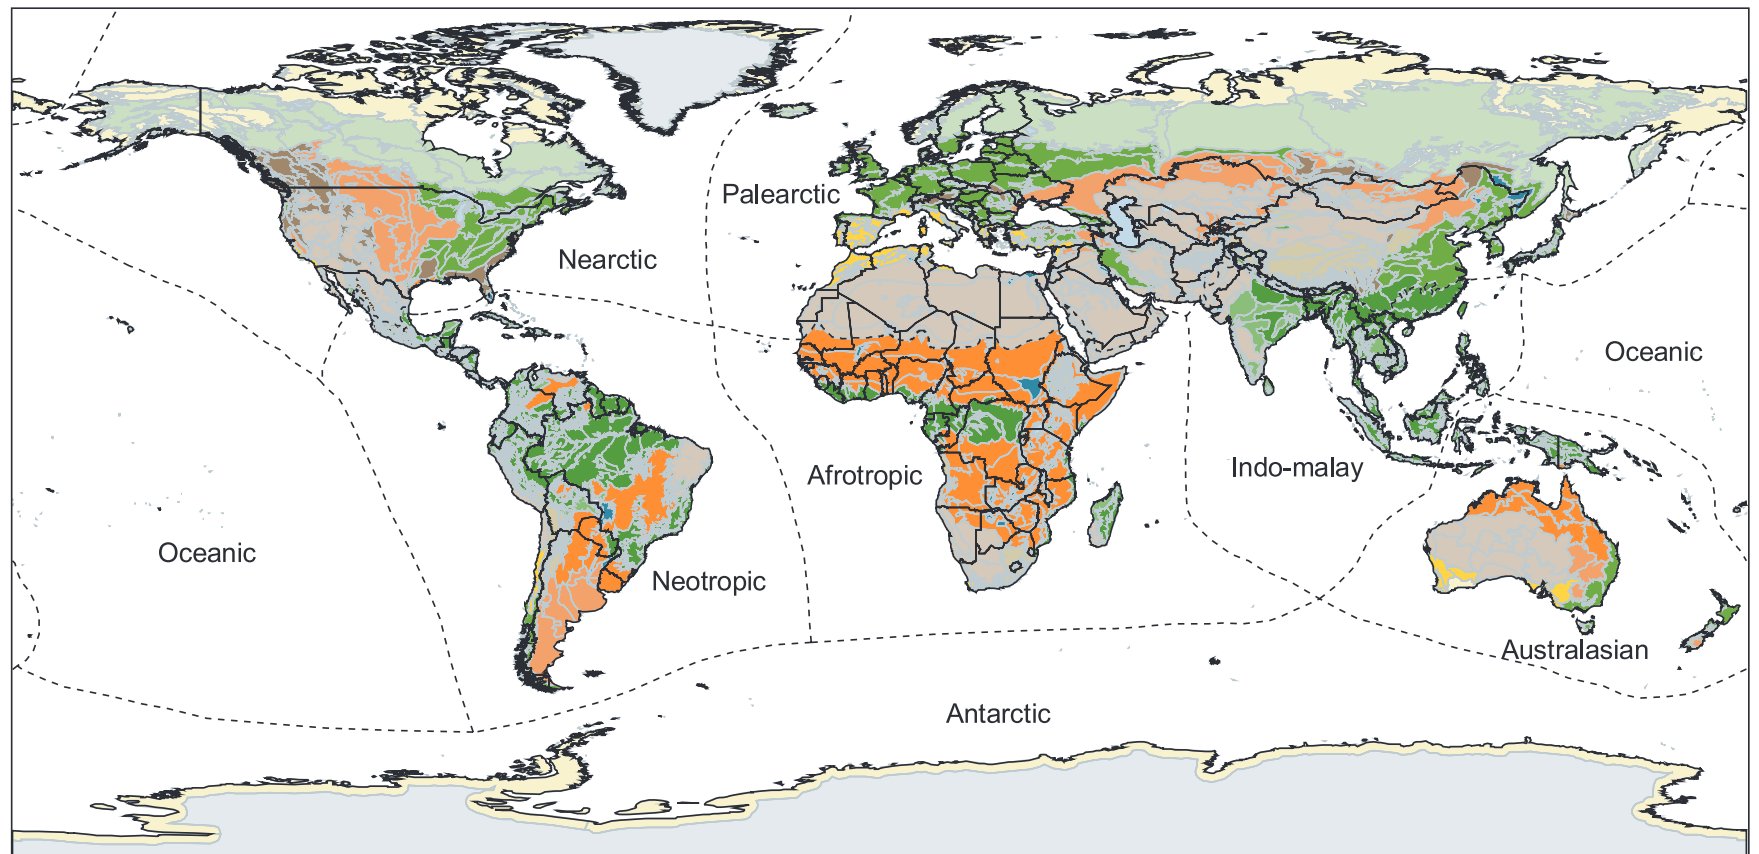 Palearctic
Nearctic
Oceanic
Afrotropic
Indo-malay
Oceanic
Neotropic
Australasian
Antarctic